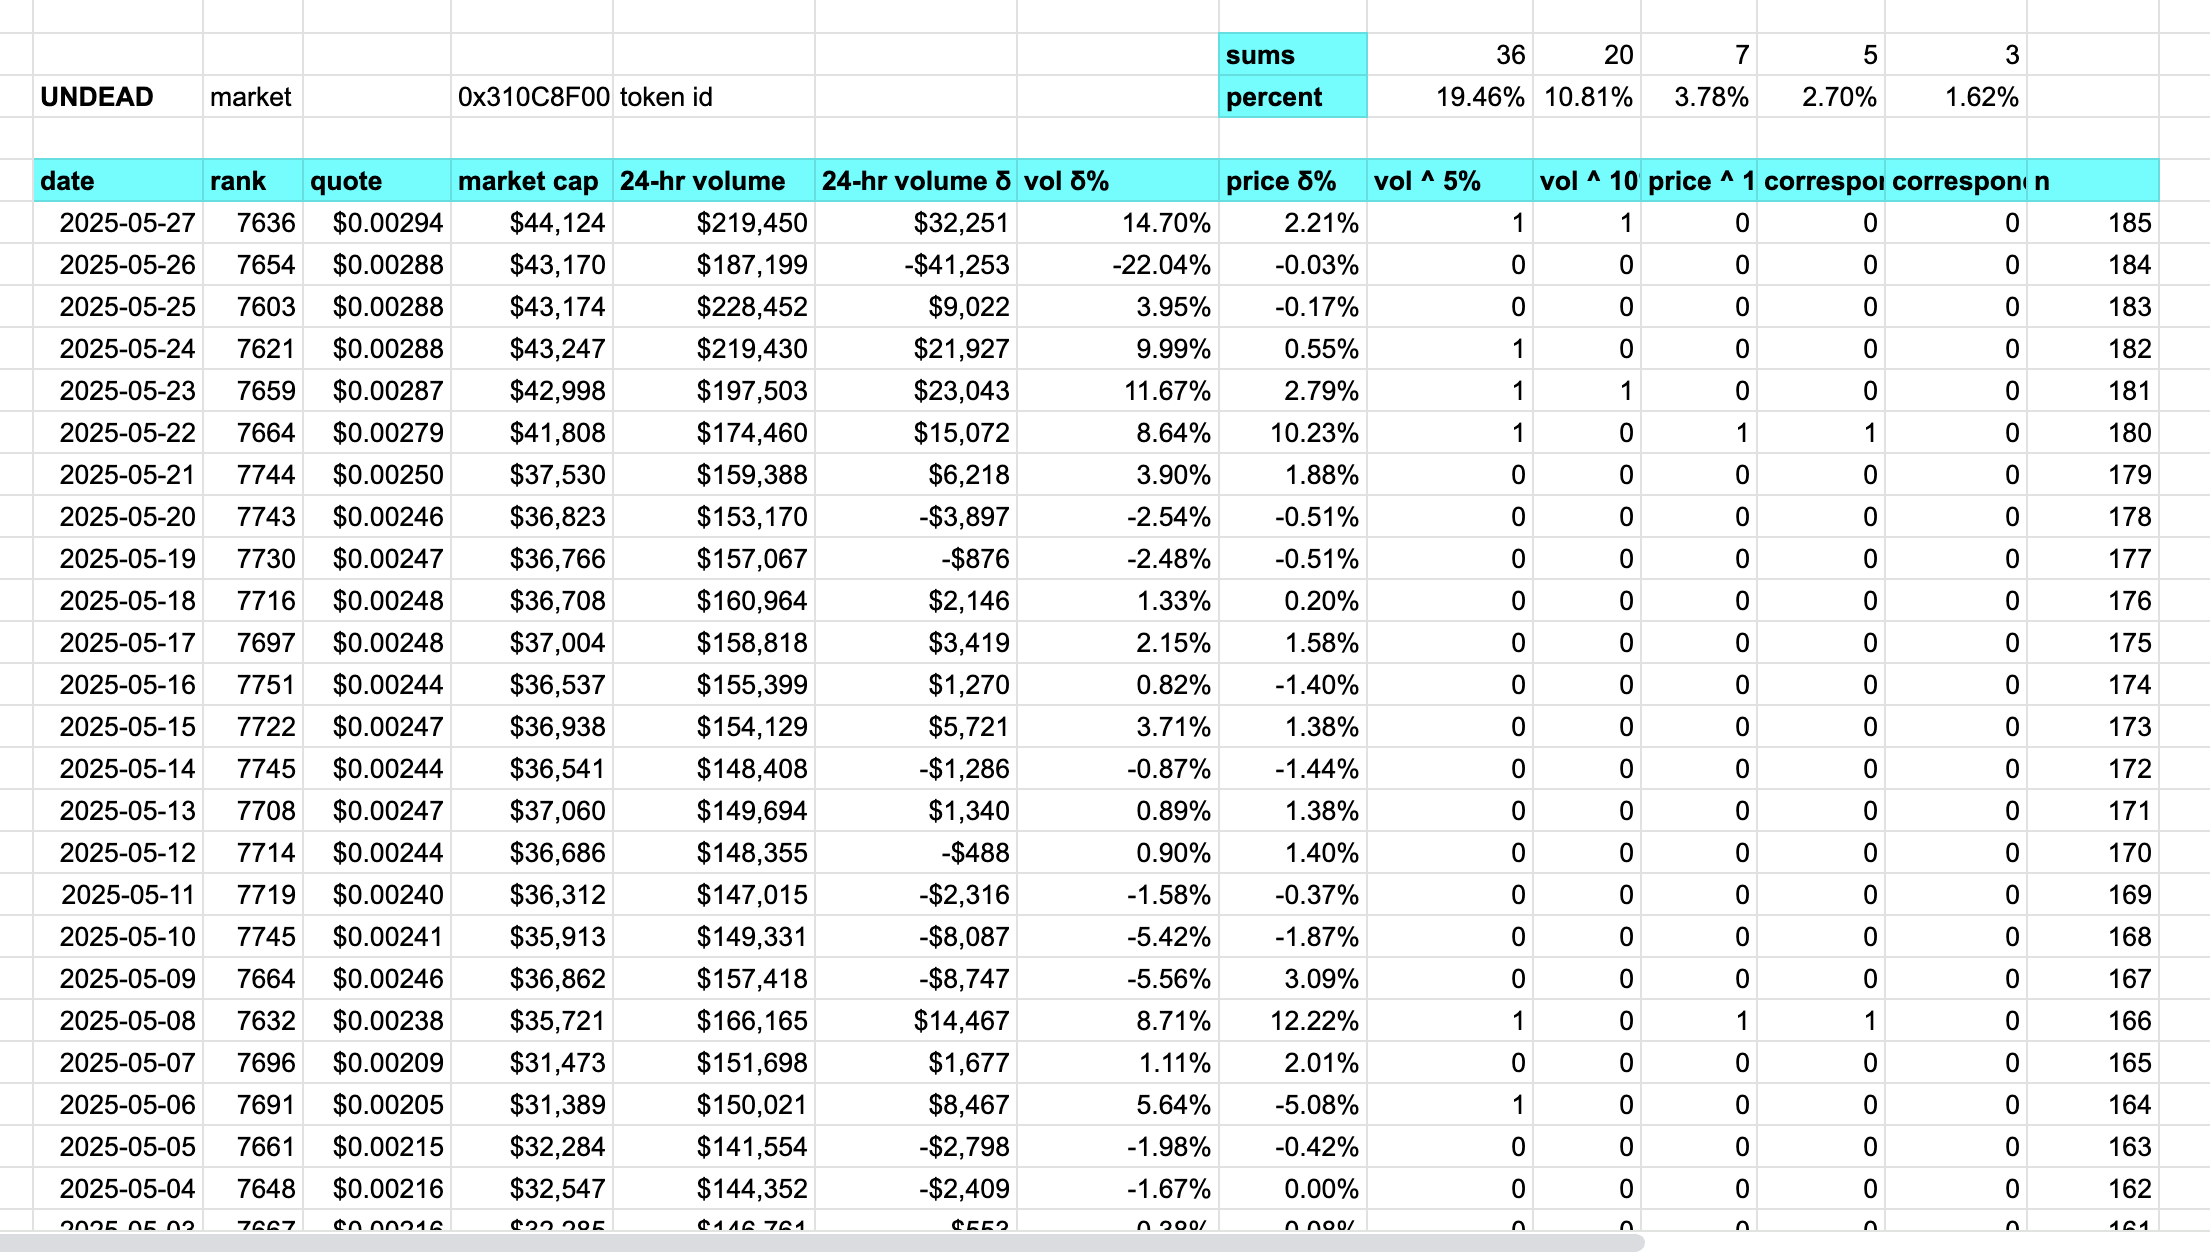 sums 36 20 7 5 3
UNDEAD market 0x310C8F00 token id percent 19.46% 10.81% 3.78% 2.70% 1.62%
date rank quote market cap 24-hr volume 24-hr volume δ vol δ% price δ% vol ^ 5% vol ^ 10 price ^ 1 correspor correspon n
2025-05-27 7636 $0.00294 $44,124 $219,450 $32,251 14.70% 2.21% 1 1 0 0 0 185
2025-05-26 7654 $0.00288 $43,170 $187,199 -$41,253 -22.04% -0.03% 0 0 0 0 0 184
2025-05-25 7603 $0.00288 $43,174 $228,452 $9,022 3.95% -0.17% 0 0 0 0 0 183
2025-05-24 7621 $0.00288 $43,247 $219,430 $21,927 9.99% 0.55% 1 0 0 0 0 182
2025-05-23 7659 $0.00287 $42,998 $197,503 $23,043 11.67% 2.79% 1 1 0 0 0 181
2025-05-22 7664 $0.00279 $41,808 $174,460 $15,072 8.64% 10.23% 1 0 1 1 0 180
2025-05-21 7744 $0.00250 $37,530 $159,388 $6,218 3.90% 1.88% 0 0 0 0 0 179
2025-05-20 7743 $0.00246 $36,823 $153,170 -$3,897 -2.54% -0.51% 0 0 0 0 0 178
2025-05-19 7730 $0.00247 $36,766 $157,067 -$876 -2.48% -0.51% 0 0 0 0 0 177
2025-05-18 7716 $0.00248 $36,708 $160,964 $2,146 1.33% 0.20% 0 0 0 0 0 176
2025-05-17 7697 $0.00248 $37,004 $158,818 $3,419 2.15% 1.58% 0 0 0 0 0 175
2025-05-16 7751 $0.00244 $36,537 $155,399 $1,270 0.82% -1.40% 0 0 0 0 0 174
2025-05-15 7722 $0.00247 $36,938 $154,129 $5,721 3.71% 1.38% 0 0 0 0 0 173
2025-05-14 7745 $0.00244 $36,541 $148,408 -$1,286 -0.87% -1.44% 0 0 0 0 0 172
2025-05-13 7708 $0.00247 $37,060 $149,694 $1,340 0.89% 1.38% 0 0 0 0 0 171
2025-05-12 7714 $0.00244 $36,686 $148,355 -$488 0.90% 1.40% 0 0 0 0 0 170
2025-05-11 7719 $0.00240 $36,312 $147,015 -$2,316 -1.58% -0.37% 0 0 0 0 0 169
2025-05-10 7745 $0.00241 $35,913 $149,331 -$8,087 -5.42% -1.87% 0 0 0 0 0 168
2025-05-09 7664 $0.00246 $36,862 $157,418 -$8,747 -5.56% 3.09% 0 0 0 0 0 167
2025-05-08 7632 $0.00238 $35,721 $166,165 $14,467 8.71% 12.22% 1 0 1 1 0 166
2025-05-07 7696 $0.00209 $31,473 $151,698 $1,677 1.11% 2.01% 0 0 0 0 0 165
2025-05-06 7691 $0.00205 $31,389 $150,021 $8,467 5.64% -5.08% 1 0 0 0 0 164
2025-05-05 7661 $0.00215 $32,284 $141,554 -$2,798 -1.98% -0.42% 0 0 0 0 0 163
2025-05-04 7648 $0.00216 $32,547 $144,352 -$2,409 -1.67% 0.00% 0 0 0 0 0 162
2025-05-03 7667 $0.00216 $32,285 $146,761 $553 0.38% 0.08% 0 0 0 0 0 161